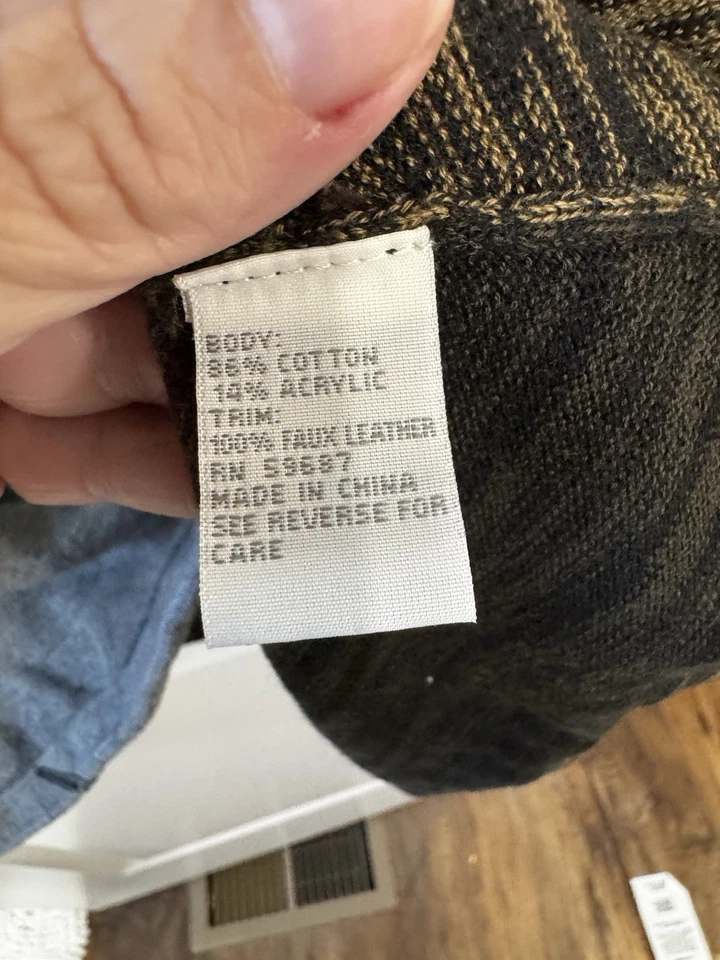 BODY:
86% COTTON
14% ACRYLIC
TRIM:
100% FAUX LEATHER
RN 59687
MADE IN CHINA
SEE REVERSE FOR
CARE